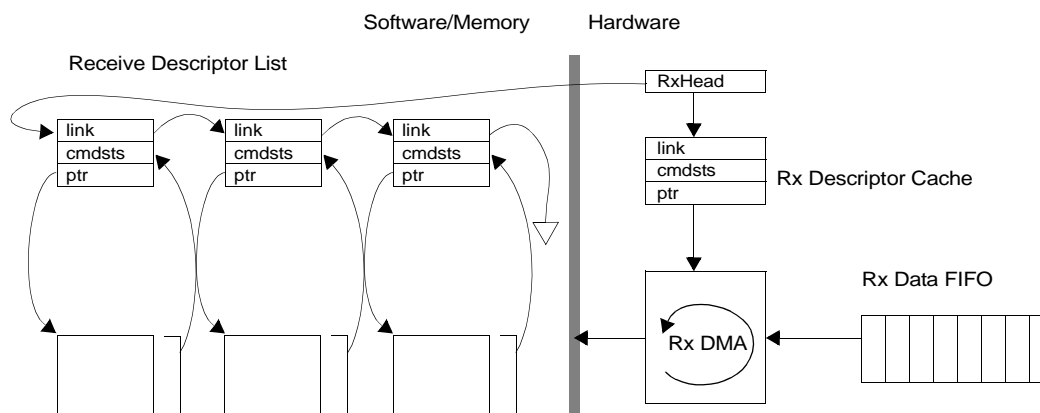 Software/Memory
Hardware
Receive Descriptor List
RxHead
link
cmdsts
ptr
link
cmdsts
ptr
link
cmdsts
ptr
link
cmdsts
ptr
Rx Descriptor Cache
Rx Data FIFO
Rx DMA